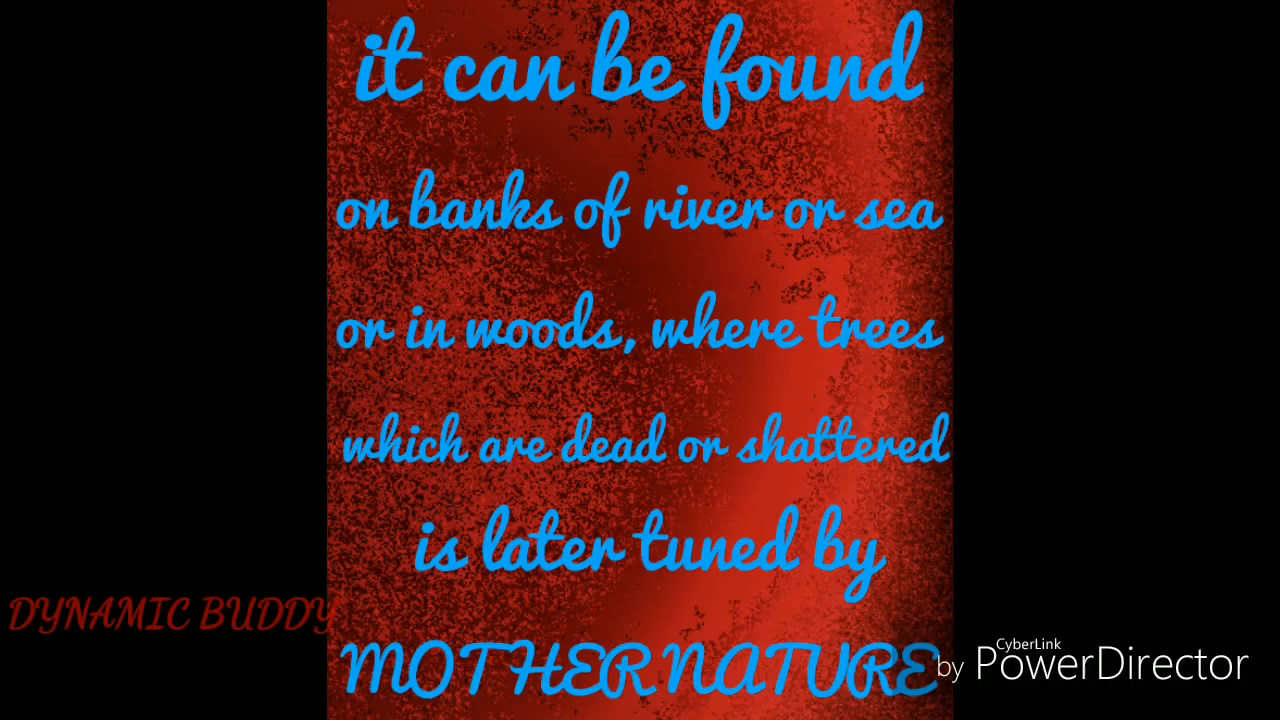 it can be found
on banks of river or sea
or in woods, where trees
which are dead or shattered
is later tuned by
MOTHER NATURE
DYNAMIC BUDDY
CyberLink
by PowerDirector